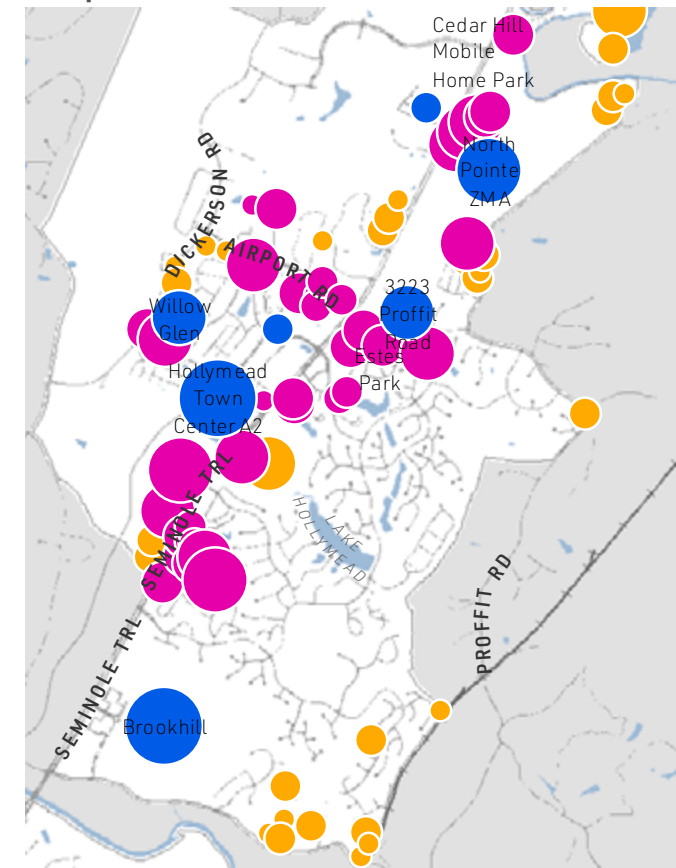 Cedar Hill
Mobile
Home Park
North
Pointe
ZMA
DICKERSON RD
AIRPORT RD
3223
Proffit
Road
Willow
Glen
Estes
Park
Hollymead
Town
Center A2
SEMINOLE TRL
LAKE
HOLLYMEAD
PROFFIT RD
SEMINOLE TRL
Brookhill